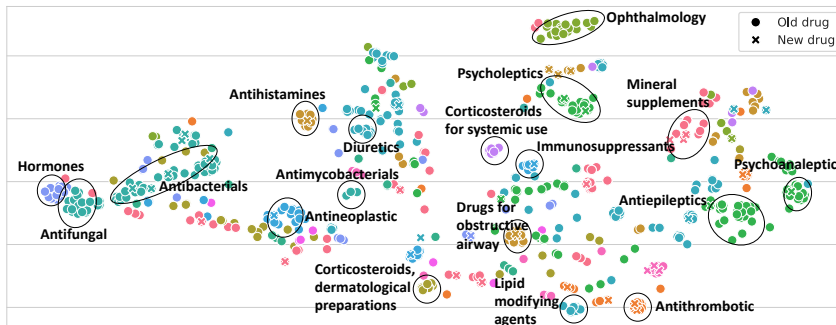 Ophthalmology
Old drug
New drug
Psycholeptics
Mineral
supplements
Antihistamines
Corticosteroids
for systemic use
Diuretics
Immunosuppressants
Hormones
Psychoanaleptic
Antimycobacterials
Antibacterials
Antiepileptics
Antineoplastic
Drugs for
obstructive
airway
Antifungal
Corticosteroids,
dermatological
preparations
Lipid
modifying
agents
Antithrombotic